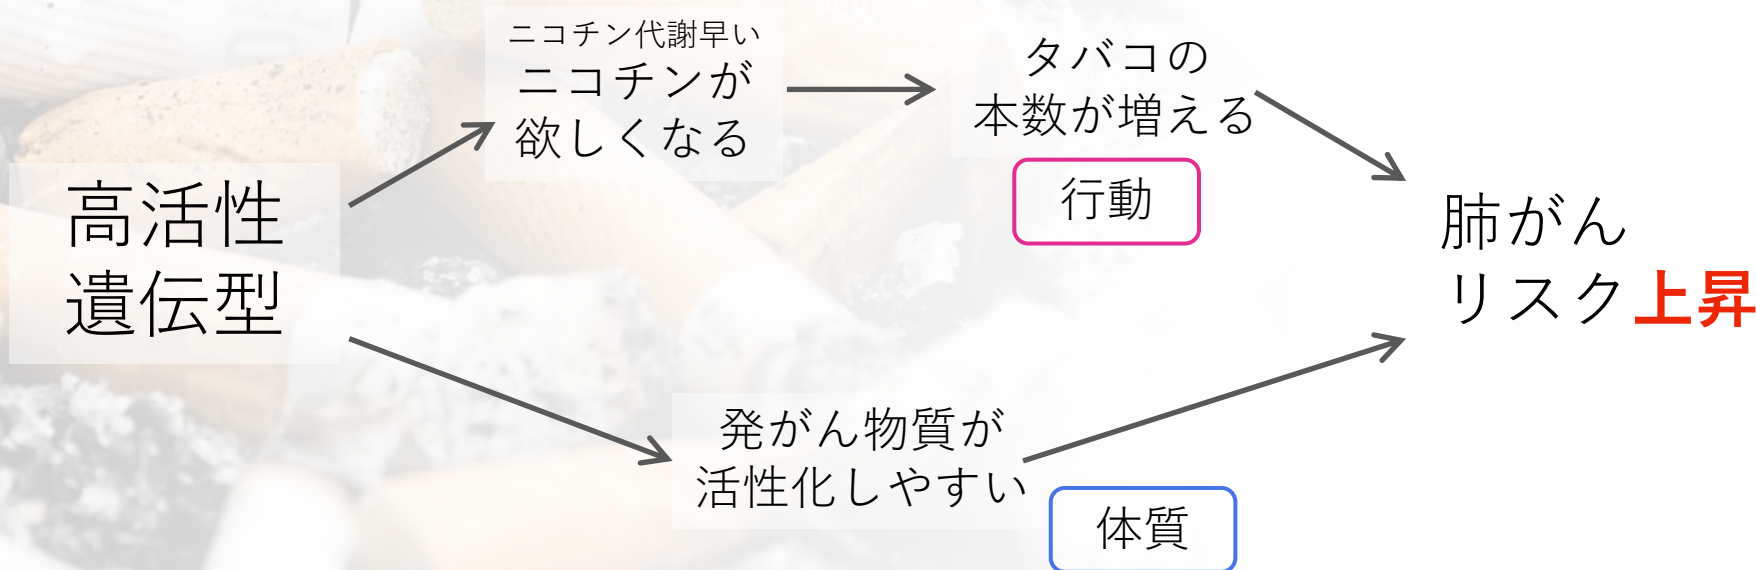 高活性
遺伝型
ニコチン代謝早い
ニコチンが
欲しくなる
タバコの
本数が増える
行動
発がん物質が
活性化しやすい
体質
肺がん
リスク上昇